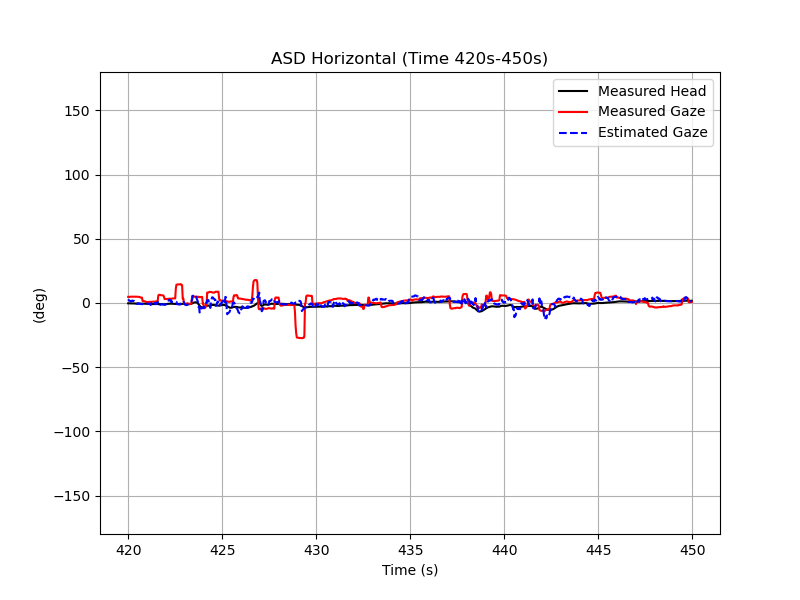 ASD Horizontal (Time 420s-450s)
Measured Head
Measured Gaze
Estimated Gaze
150
100
50
0
−50
−100
−150
(deg)
420 425 430 435 440 445 450
Time (s)